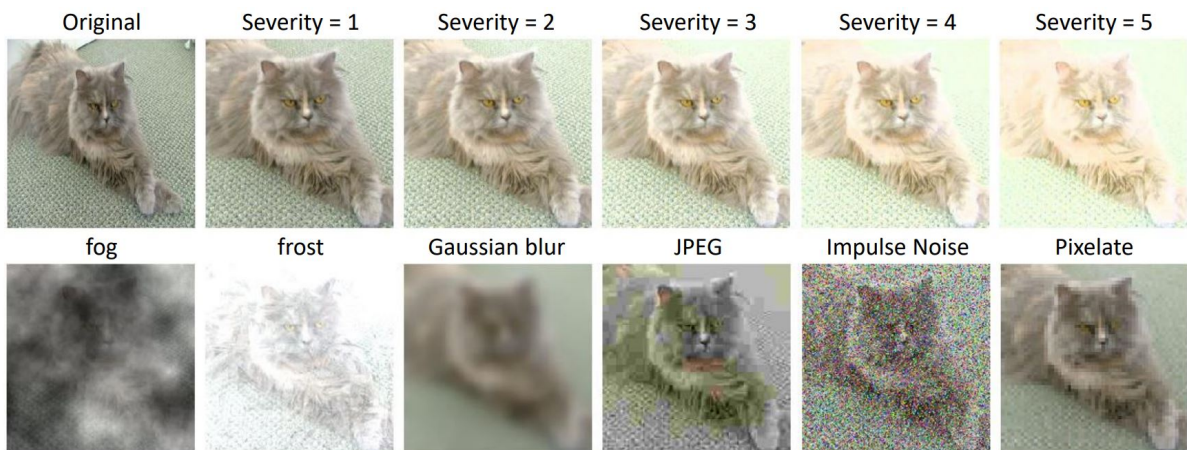 Original Severity = 1 Severity = 2 Severity = 3 Severity = 4 Severity = 5
fog frost Gaussian blur JPEG Impulse Noise Pixelate